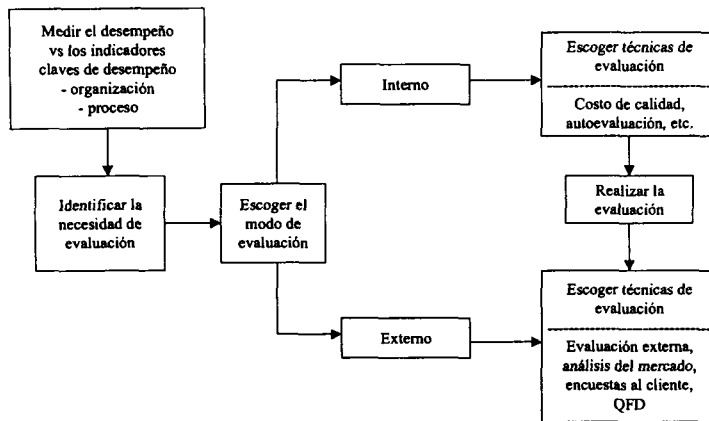 Medir el desempeño
vs los indicadores
claves de desempeño
- organización
- proceso
Identificar la
necesidad de
evaluación
Escoger el
modo de
evaluación
Interno
Externo
Escoger técnicas de
evaluación
Costo de calidad,
autoevaluación, etc.
Realizar la
evaluación
Escoger técnicas de
evaluación
Evaluación externa,
análisis del mercado,
encuestas al cliente,
QFD